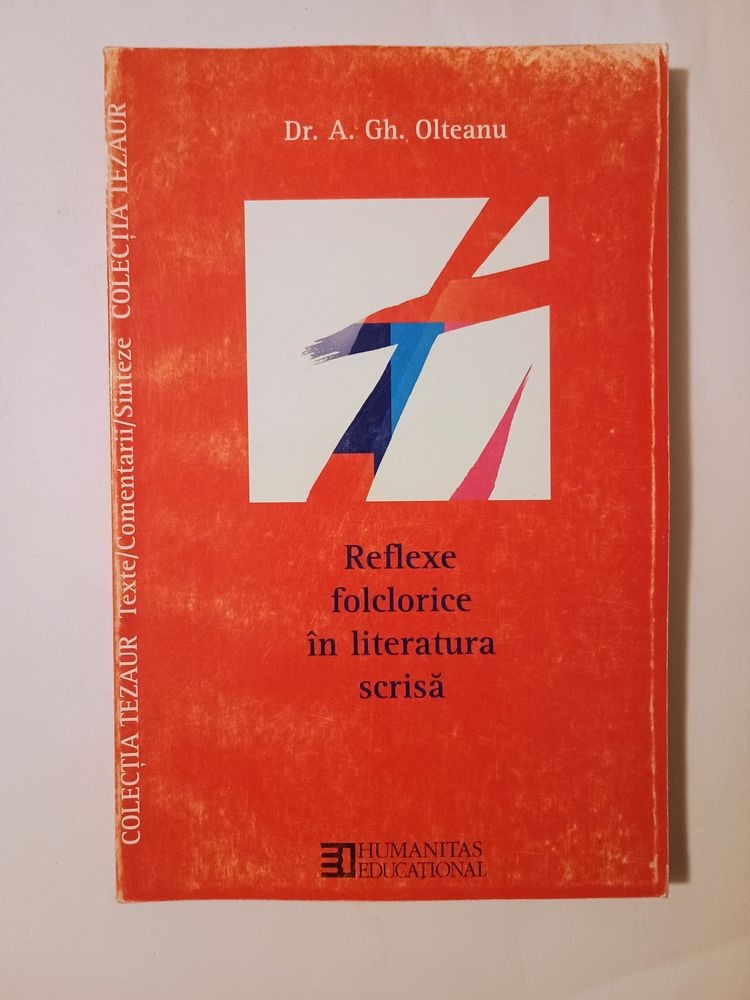 Dr. A. Gh. Olteanu
Reflexe
folclorice
în literatura
scrisă
HUMANITAS
EDUCAȚIONAL
COLECȚIA TEZAUR Texte/Comentarii/Sinteze COLECȚIA TEZAUR